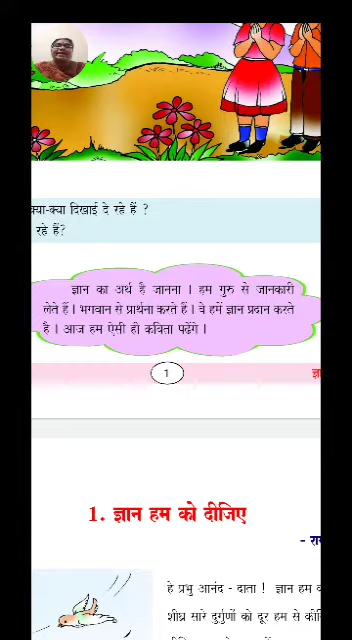 क्या-क्या दिखाई दे रहे हैं ?
रहे हैं?
ज्ञान का अर्थ है जानना । हम गुरु से जानकारी
लेते हैं । भगवान से प्रार्थना करते हैं । वे हमें ज्ञान प्रदान करते
है । आज हम ऐसी ही कविता पढेंगे ।
1
1. ज्ञान हम को दीजिए
हे प्रभु आनंद - दाता ! ज्ञान हम
शीघ्र सारे दुर्गुणों को दूर हम से